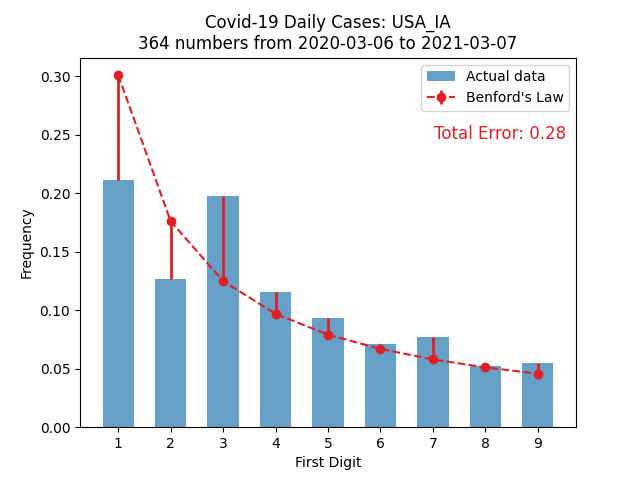 Covid-19 Daily Cases: USA_IA
364 numbers from 2020-03-06 to 2021-03-07
Actual data
Benford's Law
Total Error: 0.28
Frequency
0.30
0.25
0.20
0.15
0.10
0.05
0.00
1 2 3 4 5 6 7 8 9
First Digit